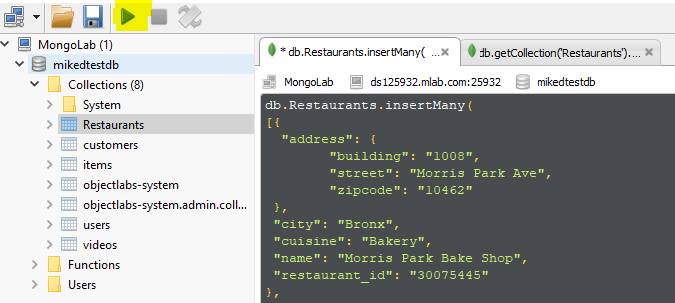 MongoLab (1)
mikedtestdb
Collections (8)
System
Restaurants
customers
items
objectlabs-system
objectlabs-system.admin.coll...
users
videos
Functions
Users
* db.Restaurants.insertMany( ...
db.getCollection('Restaurants')....
MongoLab ds125932.mlab.com:25932 mikedtestdb
db.Restaurants.insertMany(
[{
"address": {
"building": "1008",
"street": "Morris Park Ave",
"zipcode": "10462"
},
"city": "Bronx",
"cuisine": "Bakery",
"name": "Morris Park Bake Shop",
"restaurant_id": "30075445"
},